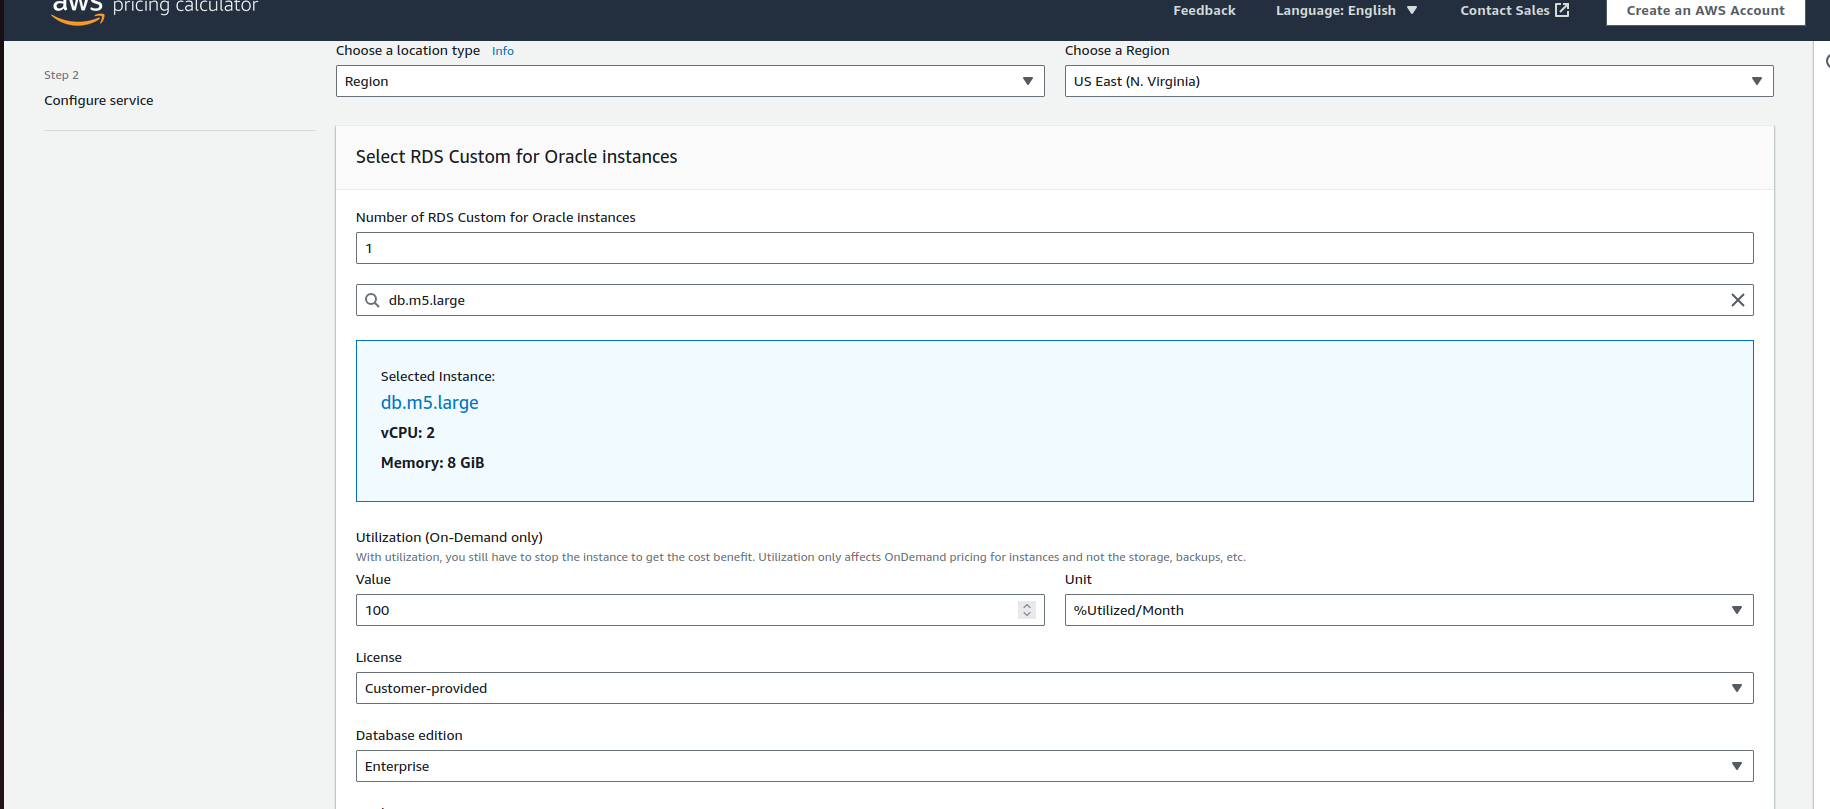 aws pricing calculator
Feedback
Language: English
Contact Sales
Create an AWS Account
Step 2
Configure service
Choose a location type Info
Region
Choose a Region
US East (N. Virginia)
Select RDS Custom for Oracle instances
Number of RDS Custom for Oracle instances
1
db.m5.large
Selected Instance:
db.m5.large
vCPU: 2
Memory: 8 GiB
Utilization (On-Demand only)
With utilization, you still have to stop the instance to get the cost benefit. Utilization only affects OnDemand pricing for instances and not the storage, backups, etc.
Value
100
Unit
%Utilized/Month
License
Customer-provided
Database edition
Enterprise